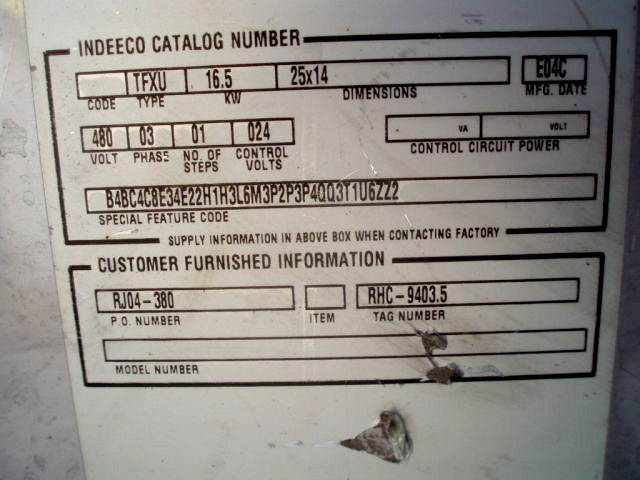 INDEECO CATALOG NUMBER
TFXU 16.5 25x14 E04C
CODE TYPE KW DIMENSIONS MFG. DATE
480 03 01 024
VA VOLT
VOLT PHASE NO. OF STEPS CONTROL VOLTS CONTROL CIRCUIT POWER
B4BC4C8E34E22H1H3L6M3P2P3P4QQ3T1U6ZZ2
SPECIAL FEATURE CODE
SUPPLY INFORMATION IN ABOVE BOX WHEN CONTACTING FACTORY
CUSTOMER FURNISHED INFORMATION
RJ04-380 RHC-9403.5
P.O. NUMBER ITEM TAG NUMBER
MODEL NUMBER